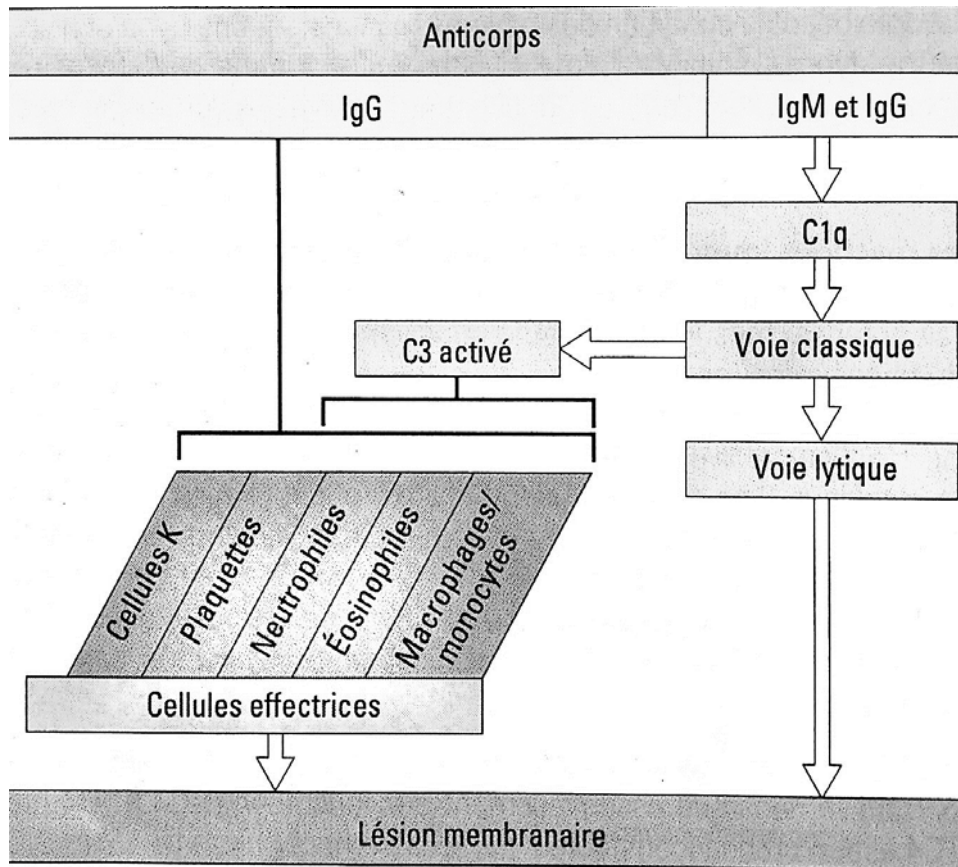 Anticorps
IgG
IgM et IgG
C1q
C3 activé
Voie classique
Voie lytique
Cellules K
Plaquettes
Neutrophiles
Éosinophiles
Macrophages/
monocytes
Cellules effectrices
Lésion membranaire